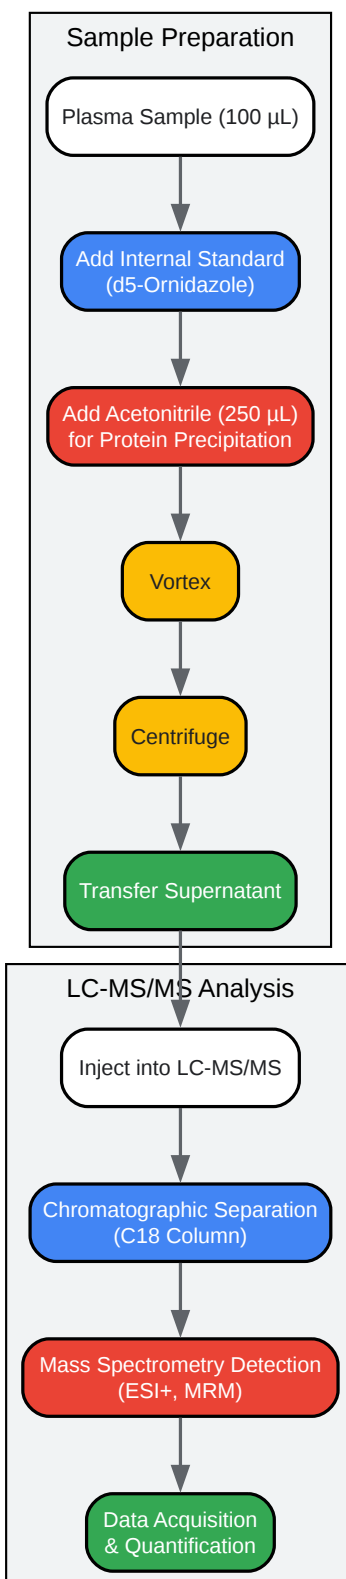 Sample Preparation
Plasma Sample (100 µL)
Add Internal Standard
(d5-Ornidazole)
Add Acetonitrile (250 µL)
for Protein Precipitation
Vortex
Centrifuge
Transfer Supernatant
LC-MS/MS Analysis
Inject into LC-MS/MS
Chromatographic Separation
(C18 Column)
Mass Spectrometry Detection
(ESI+, MRM)
Data Acquisition
& Quantification